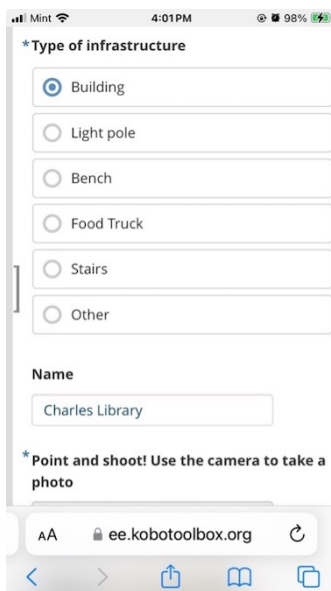 Mint 4:01 PM 98%
*Type of infrastructure
Building
Light pole
Bench
Food Truck
Stairs
Other
Name
Charles Library
*Point and shoot! Use the camera to take a
photo
AA ee.kobotoolbox.org